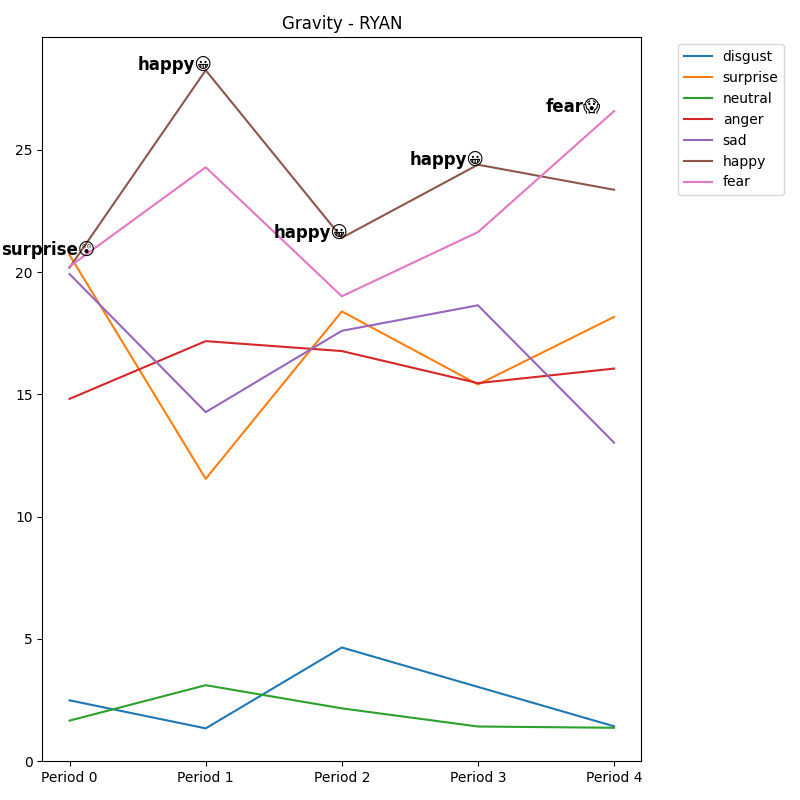 Gravity - RYAN
disgust
surprise
neutral
anger
sad
happy
fear
happy😀
fear😱
happy😀
happy😀
surprise😲
25
20
15
10
5
0
Period 0 Period 1 Period 2 Period 3 Period 4